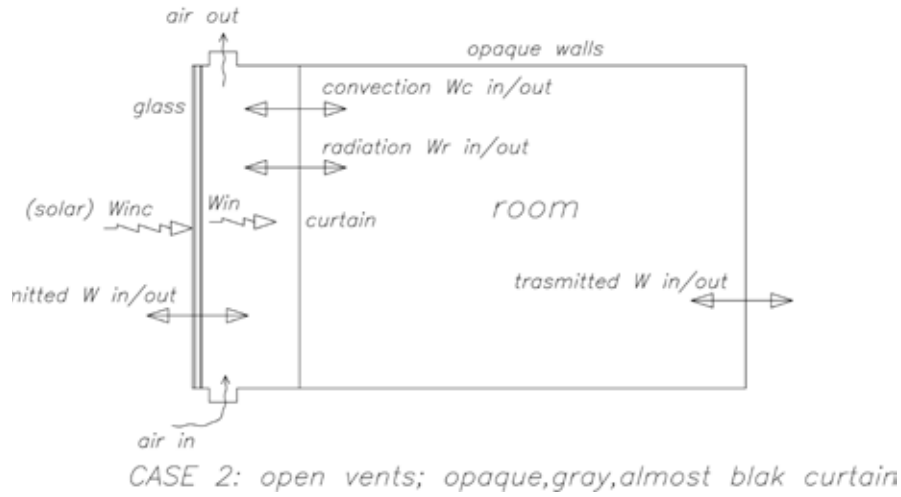 air out
opaque walls
convection Wc in/out
glass
radiation Wr in/out
(solar) Winc
Win
curtain
room
nitted W in/out
trasmitted W in/out
air in
CASE 2: open vents; opaque,gray,almost blak curtain